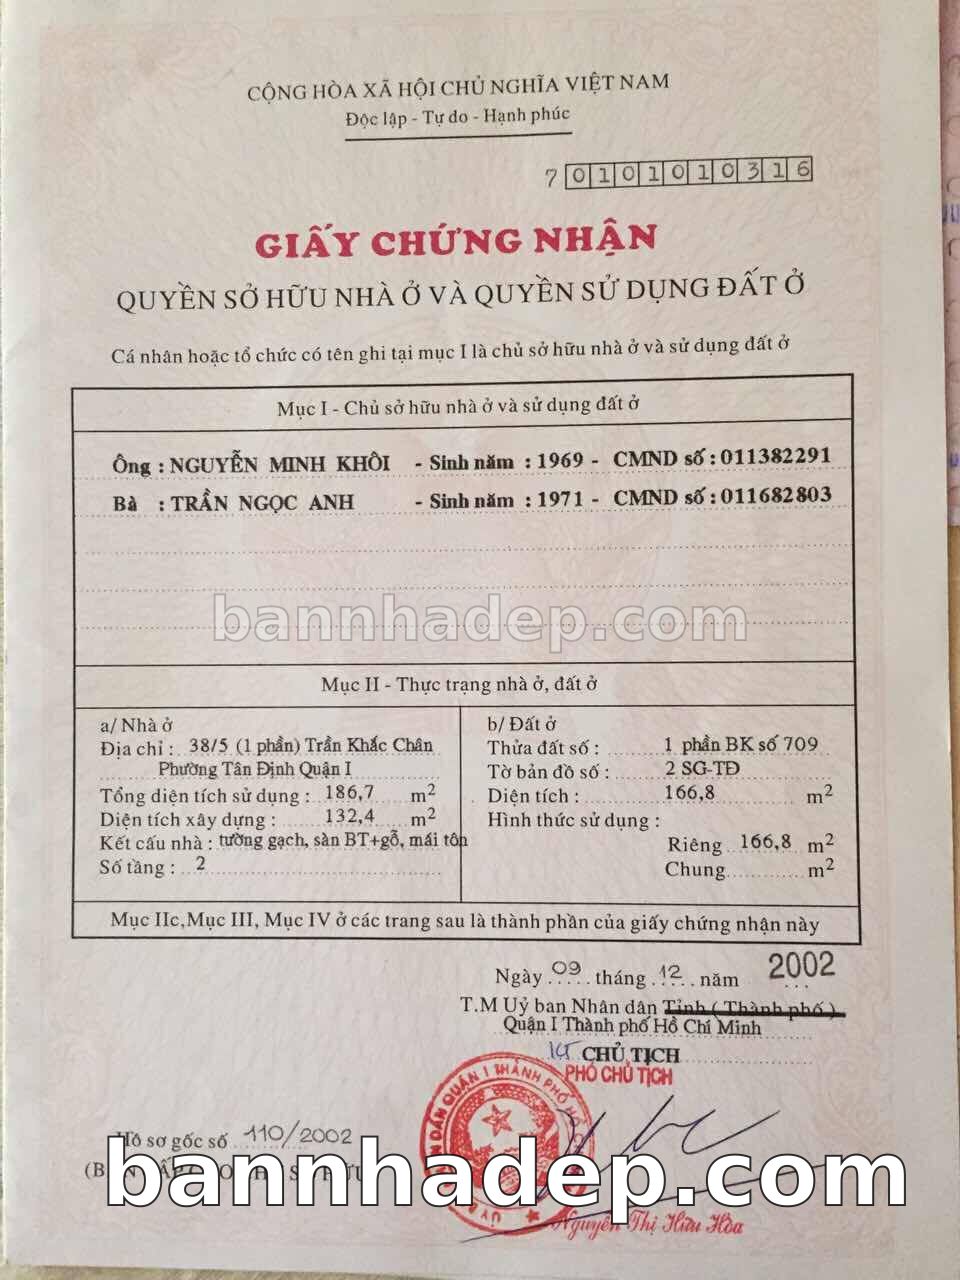 CỘNG HÒA XÃ HỘI CHỦ NGHĨA VIỆT NAM
Độc lập - Tự do - Hạnh phúc
7 0101010316
GIẤY CHỨNG NHẬN
QUYỀN SỞ HỮU NHÀ Ở VÀ QUYỀN SỬ DỤNG ĐẤT Ở
Cá nhân hoặc tổ chức có tên ghi tại mục I là chủ sở hữu nhà ở và sử dụng đất ở
Mục I - Chủ sở hữu nhà ở và sử dụng đất ở
Ông : NGUYỄN MINH KHÔI - Sinh năm : 1969 - CMND số : 011382291
Bà : TRẦN NGỌC ANH - Sinh năm : 1971 - CMND số : 011682803
bannhadep.com
Mục II - Thực trạng nhà ở, đất ở
a/ Nhà ở
Địa chỉ : 38/5 (1 phần) Trần Khắc Chân
Phường Tân Định Quận I
Tổng diện tích sử dụng : 186,7 m2
Diện tích xây dựng : 132,4 m2
Kết cấu nhà : tường gạch, sàn BT+gỗ, mái tôn
Số tầng : 2
b/ Đất ở
Thửa đất số : 1 phần BK số 709
Tờ bản đồ số : 2 SG-TĐ
Diện tích : 166,8 m2
Hình thức sử dụng :
Riêng 166,8 m2
Chung m2
Mục IIc, Mục III, Mục IV ở các trang sau là thành phần của giấy chứng nhận này
Ngày 09 tháng 12 năm 2002
T.M Uỷ ban Nhân dân Tỉnh ( Thành phố )
Quận I Thành phố Hồ Chí Minh
KT CHỦ TỊCH
PHÓ CHỦ TỊCH
Hồ sơ gốc số 110/2002
bannhadep.com
Nguyễn Thị Hữu Hòa